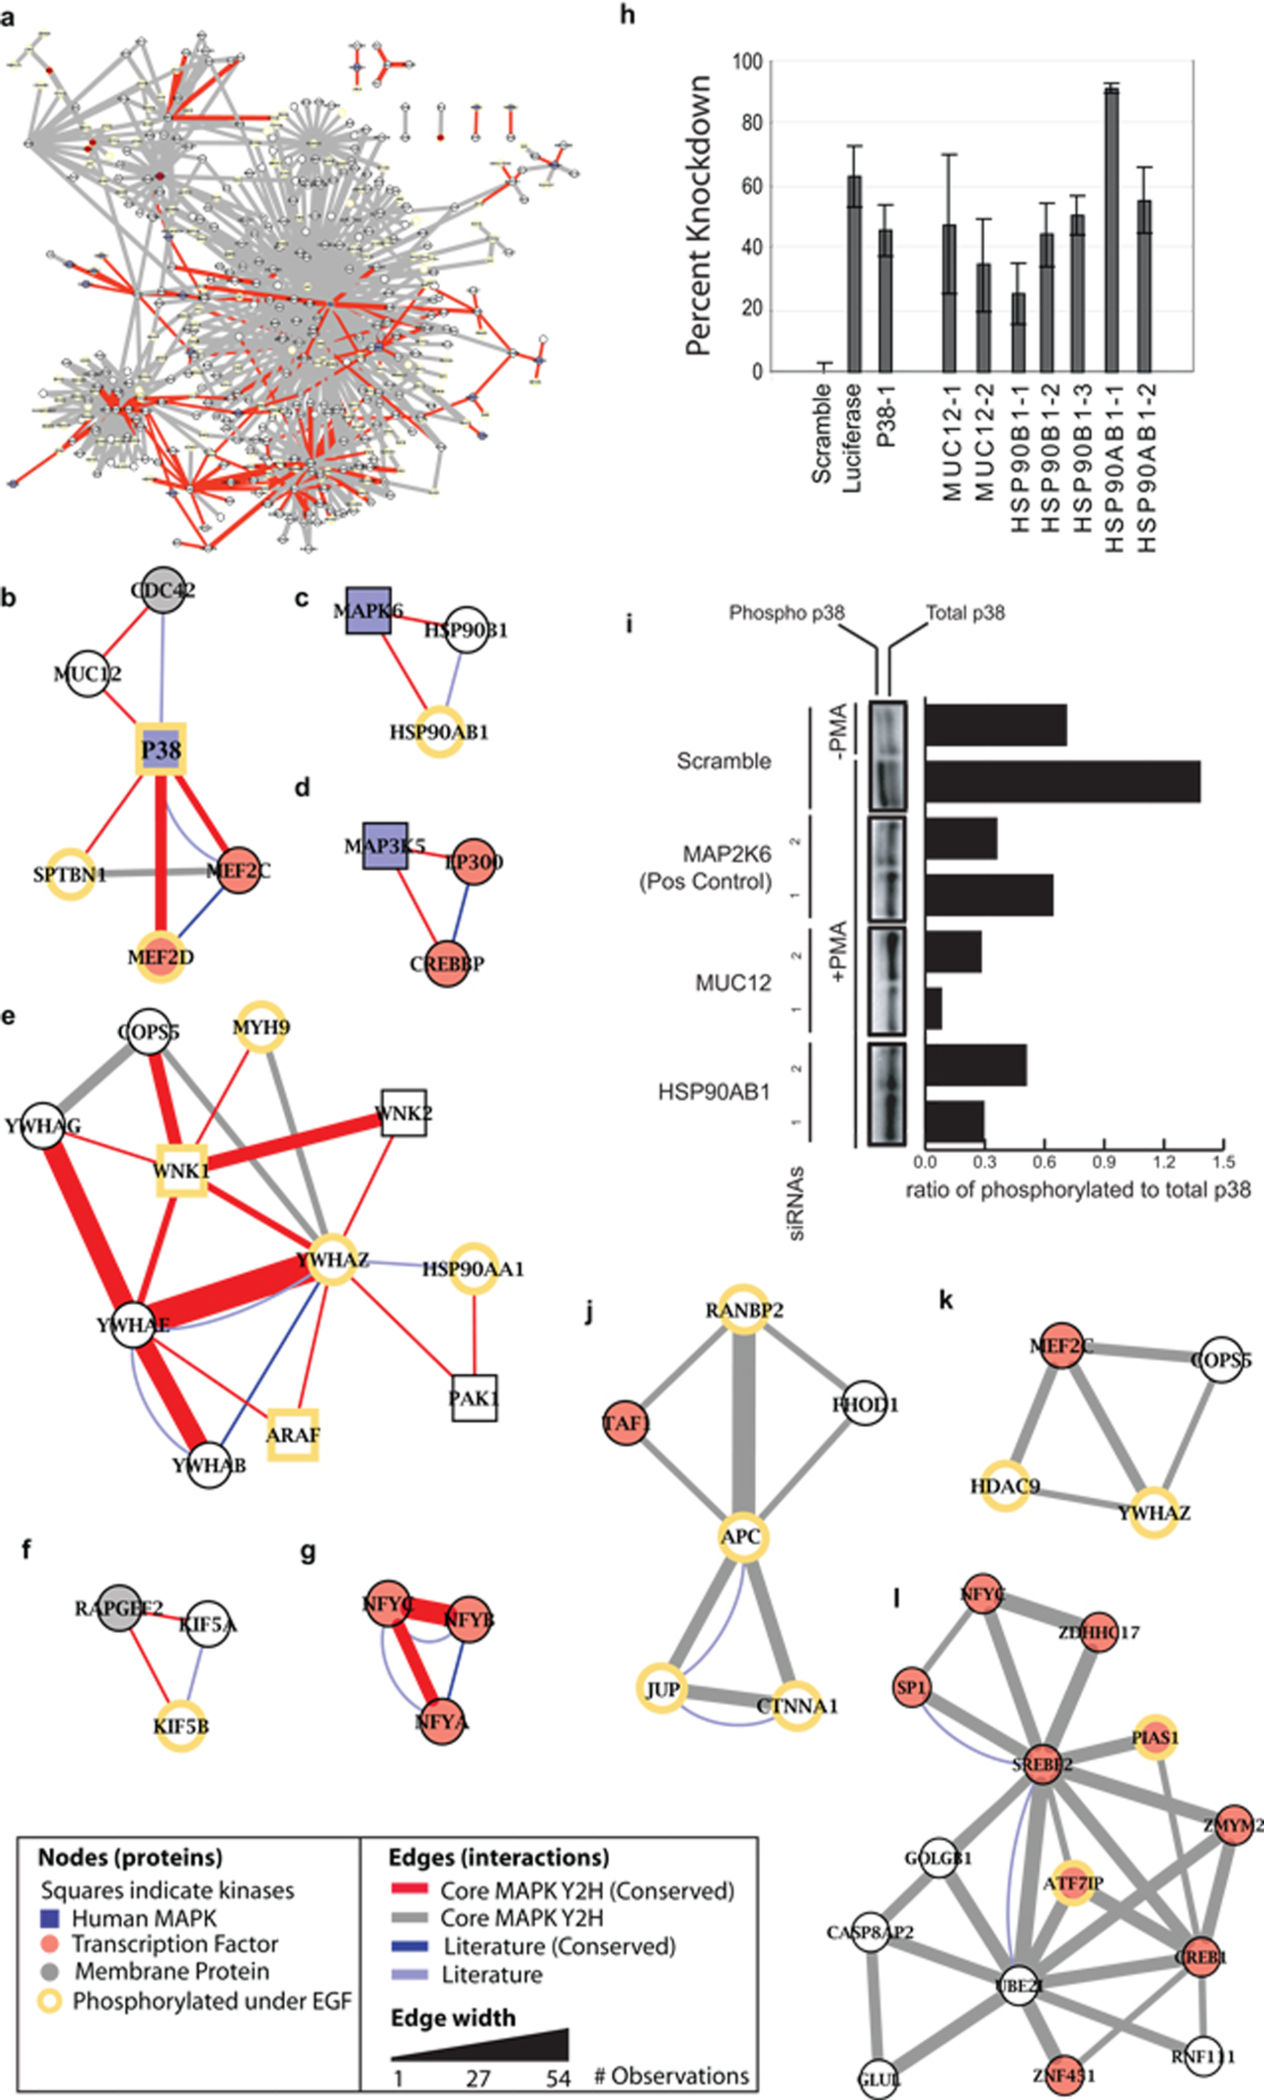 a
h
Percent Knockdown
100
80
60
40
20
0
Scramble
Luciferase
P38-1
MUC12-1
MUC12-2
HSP90B1-1
HSP90B1-2
HSP90B1-3
HSP90AB1-1
HSP90AB1-2
b
CDC42
MUC12
P38
SPTBN1
MEF2C
MEF2D
c
MAPK6
HSP90B1
HSP90AB1
d
MAP3K5
EP300
CREBBP
i
Phospho p38
Total p38
-PMA
+PMA
Scramble
MAP2K6
(Pos Control)
MUC12
HSP90AB1
2
1
2
1
2
1
siRNAs
0.0 0.3 0.6 0.9 1.2 1.5
ratio of phosphorylated to total p38
e
COPS5
MYH9
YWHAG
WNK2
WNK1
YWHAZ
HSP90AA1
YWHAE
PAK1
ARAF
YWHAB
f
RAPGEF2
KIF5A
KIF5B
g
NFYC
NFYB
NFYA
j
RANBP2
TAF1
FHOD1
APC
JUP
CTNNA1
k
MEF2C
COPS5
HDAC9
YWHAZ
l
NFYC
ZDHHC17
SP1
PIAS1
SREBF2
ZMYM2
GOLGB1
ATF7IP
CASP8AP2
CREB1
UBE2I
RNF111
GLUL
ZNF451
Nodes (proteins)
Squares indicate kinases
Human MAPK
Transcription Factor
Membrane Protein
Phosphorylated under EGF
Edges (interactions)
Core MAPK Y2H (Conserved)
Core MAPK Y2H
Literature (Conserved)
Literature
Edge width
1 27 54 # Observations